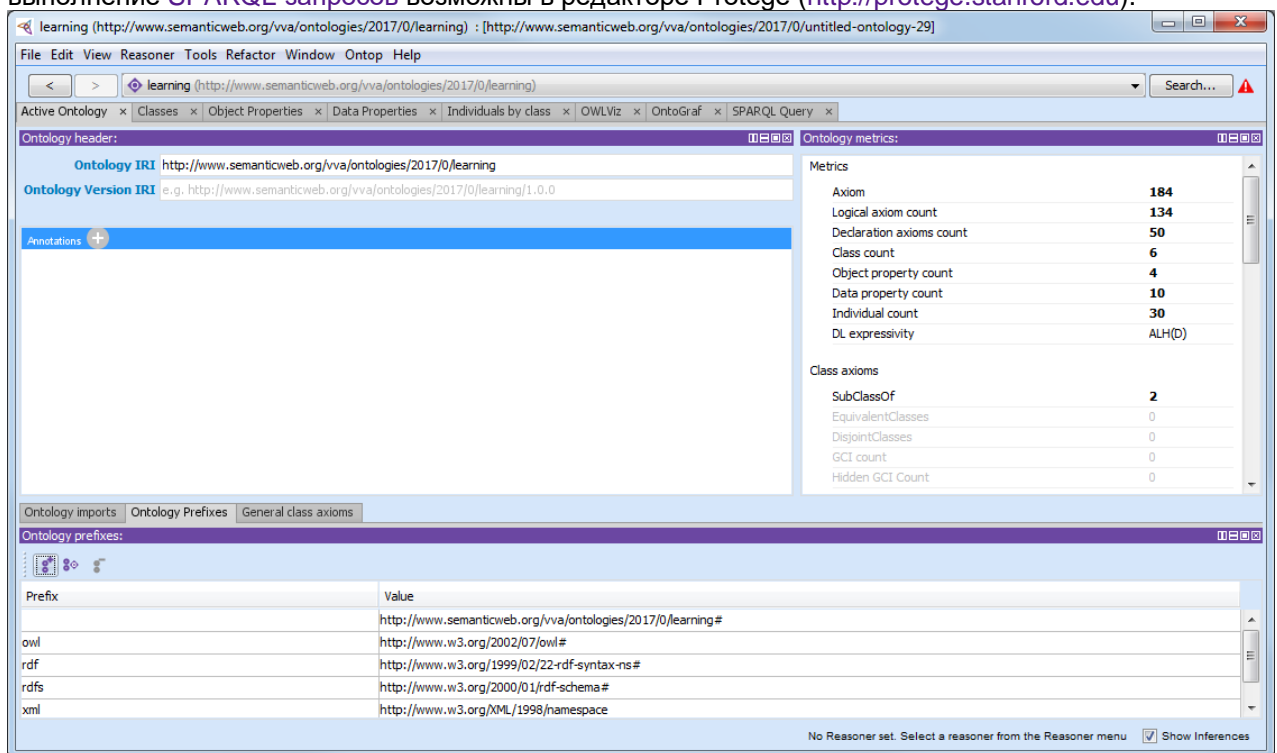 выполнение SPARQL-запросов возможны в редакторе Protégé (http://protege.stanford.edu).
learning (http://www.semanticweb.org/vva/ontologies/2017/0/learning) : [http://www.semanticweb.org/vva/ontologies/2017/0/untitled-ontology-29]
File Edit View Reasoner Tools Refactor Window Ontop Help
< > learning (http://www.semanticweb.org/vva/ontologies/2017/0/learning) Search...
Active Ontology × Classes × Object Properties × Data Properties × Individuals by class × OWLViz × OntoGraf × SPARQL Query ×
Ontology header:
Ontology IRI http://www.semanticweb.org/vva/ontologies/2017/0/learning
Ontology Version IRI e.g. http://www.semanticweb.org/vva/ontologies/2017/0/learning/1.0.0
Annotations +
Ontology metrics:
Metrics
Axiom 184
Logical axiom count 134
Declaration axioms count 50
Class count 6
Object property count 4
Data property count 10
Individual count 30
DL expressivity ALH(D)
Class axioms
SubClassOf 2
EquivalentClasses 0
DisjointClasses 0
GCI count 0
Hidden GCI Count 0
Ontology imports Ontology Prefixes General class axioms
Ontology prefixes:
Prefix Value
http://www.semanticweb.org/vva/ontologies/2017/0/learning#
owl http://www.w3.org/2002/07/owl#
rdf http://www.w3.org/1999/02/22-rdf-syntax-ns#
rdfs http://www.w3.org/2000/01/rdf-schema#
xml http://www.w3.org/XML/1998/namespace
No Reasoner set. Select a reasoner from the Reasoner menu Show Inferences